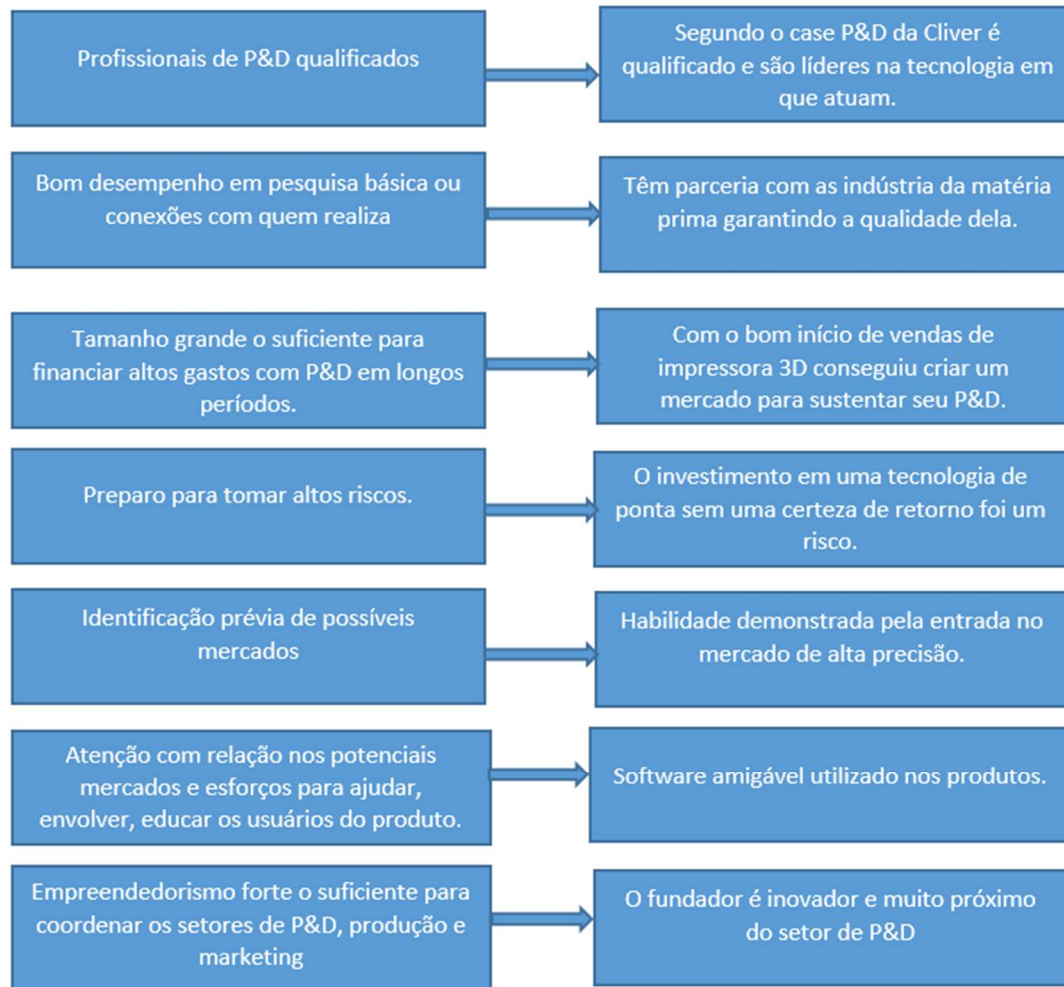 Profissionais de P&D qualificados
Segundo o case P&D da Cliver é
qualificado e são líderes na tecnologia em
que atuam.
Bom desempenho em pesquisa básica ou
conexões com quem realiza
Têm parceria com as indústria da matéria
prima garantindo a qualidade dela.
Tamanho grande o suficiente para
financiar altos gastos com P&D em longos
períodos.
Com o bom início de vendas de
impressora 3D conseguiu criar um
mercado para sustentar seu P&D.
Preparo para tomar altos riscos.
O investimento em uma tecnologia de
ponta sem uma certeza de retorno foi um
risco.
Identificação prévia de possíveis
mercados
Habilidade demonstrada pela entrada no
mercado de alta precisão.
Atenção com relação nos potenciais
mercados e esforços para ajudar,
envolver, educar os usuários do produto.
Software amigável utilizado nos produtos.
Empreendedorismo forte o suficiente para
coordenar os setores de P&D, produção e
marketing
O fundador é inovador e muito próximo
do setor de P&D